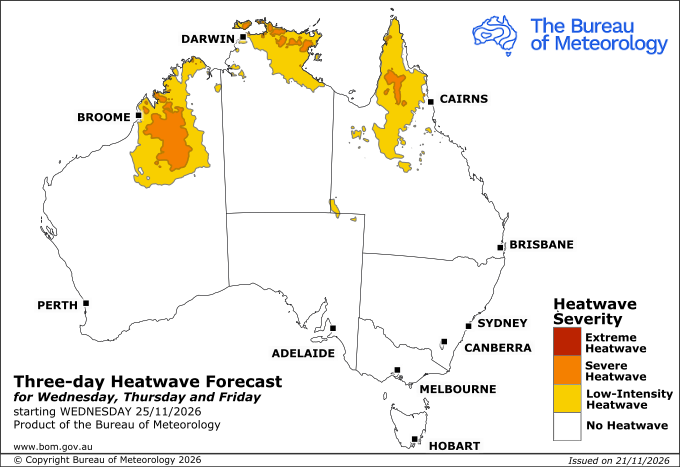 The Bureau
of Meteorology
DARWIN
CAIRNS
BROOME
BRISBANE
PERTH
SYDNEY
ADELAIDE
CANBERRA
MELBOURNE
HOBART
Heatwave
Severity
Extreme
Heatwave
Severe
Heatwave
Low-Intensity
Heatwave
No Heatwave
Three-day Heatwave Forecast
for Wednesday, Thursday and Friday
starting WEDNESDAY 25/11/2026
Product of the Bureau of Meteorology
www.bom.gov.au
© Copyright Bureau of Meteorology 2026
Issued on 21/11/2026